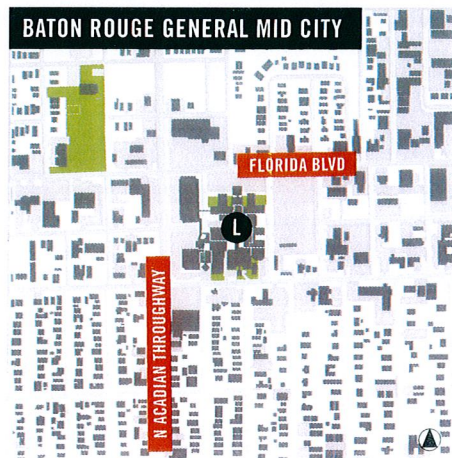 BATON ROUGE GENERAL MID CITY
FLORIDA BLVD
L
N ACADIAN THROUGHWAY